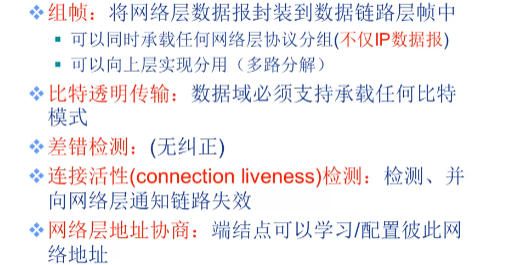 组帧：将网络层数据报封装到数据链路层帧中
可以同时承载任何网络层协议分组(不仅IP数据报)
可以向上层实现分用（多路分解）
比特透明传输：数据域必须支持承载任何比特
模式
差错检测：(无纠正)
连接活性(connection liveness)检测：检测、并
向网络层通知链路失效
网络层地址协商：端结点可以学习/配置彼此网
络地址